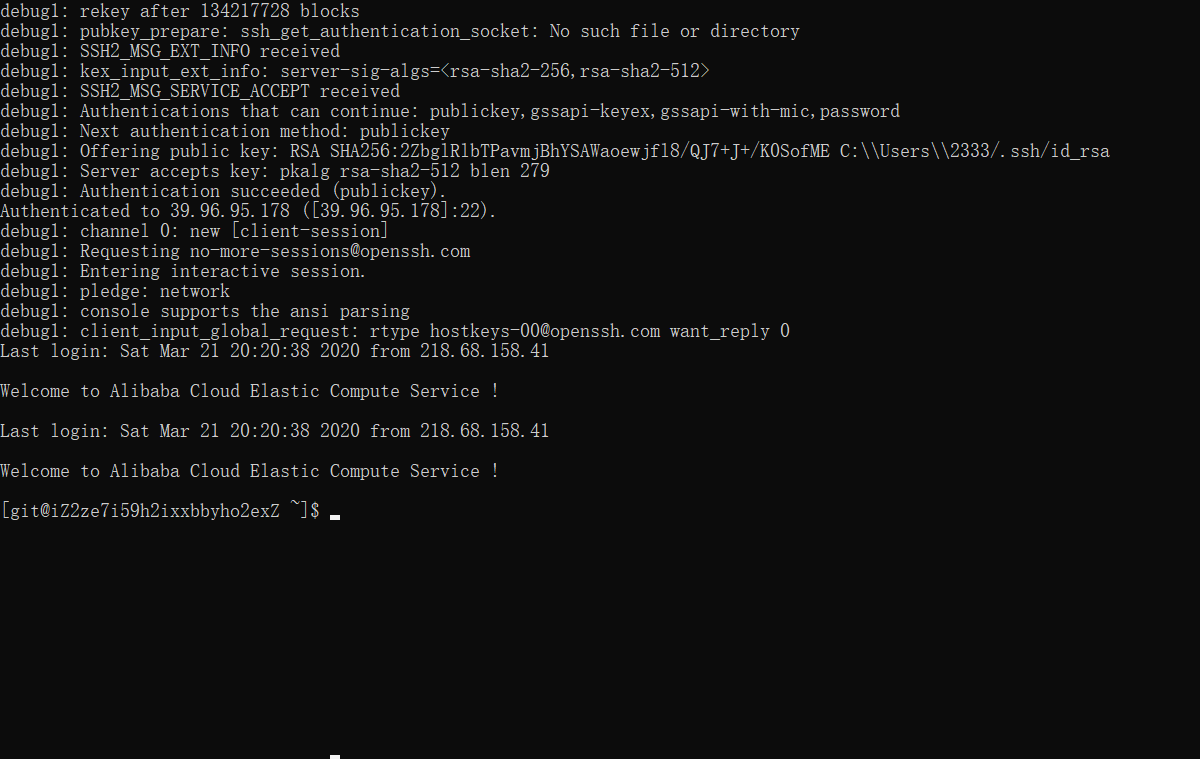 debug1: rekey after 134217728 blocks
debug1: pubkey_prepare: ssh_get_authentication_socket: No such file or directory
debug1: SSH2_MSG_EXT_INFO received
debug1: kex_input_ext_info: server-sig-algs=<rsa-sha2-256,rsa-sha2-512>
debug1: SSH2_MSG_SERVICE_ACCEPT received
debug1: Authentications that can continue: publickey,gssapi-keyex,gssapi-with-mic,password
debug1: Next authentication method: publickey
debug1: Offering public key: RSA SHA256:2ZbglRlbTPavmjBhYSAWaoewjfl8/QJ7+J+/K0SofME C:\\Users\\2333/.ssh/id_rsa
debug1: Server accepts key: pkalg rsa-sha2-512 blen 279
debug1: Authentication succeeded (publickey).
Authenticated to 39.96.95.178 ([39.96.95.178]:22).
debug1: channel 0: new [client-session]
debug1: Requesting no-more-sessions@openssh.com
debug1: Entering interactive session.
debug1: pledge: network
debug1: console supports the ansi parsing
debug1: client_input_global_request: rtype hostkeys-00@openssh.com want_reply 0
Last login: Sat Mar 21 20:20:38 2020 from 218.68.158.41
Welcome to Alibaba Cloud Elastic Compute Service !
Last login: Sat Mar 21 20:20:38 2020 from 218.68.158.41
Welcome to Alibaba Cloud Elastic Compute Service !
[git@iZ2ze7i59h2ixxbbyho2exZ ~]$